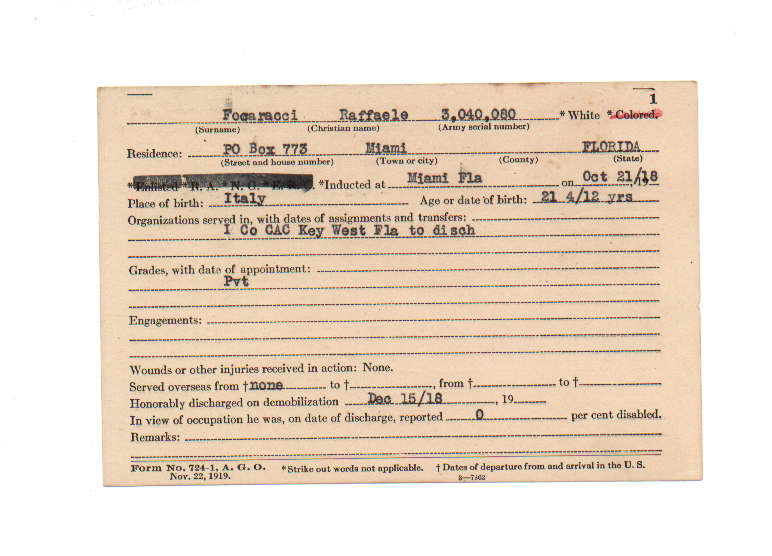 1
Focaracci Raffaele 3,040,080 * White * Colored.
(Surname) (Christian name) (Army serial number)
Residence: PO Box 773 Miami FLORIDA
(Street and house number) (Town or city) (County) (State)
* Enlisted * R. A. * N. G. * E. R. C. *Inducted at Miami Fla on Oct 21/18, 19
Place of birth: Italy Age or date of birth: 21 4/12 yrs
Organizations served in, with dates of assignments and transfers:
I Co CAC Key West Fla to disch
Grades, with date of appointment:
Pvt
Engagements:
Wounds or other injuries received in action: None.
Served overseas from † none to †, from † to †
Honorably discharged on demobilization Dec 15/18, 19
In view of occupation he was, on date of discharge, reported 0 per cent disabled.
Remarks:
Form No. 724-1, A. G. O. *Strike out words not applicable. † Dates of departure from and arrival in the U. S.
Nov. 22, 1919. 3—7302